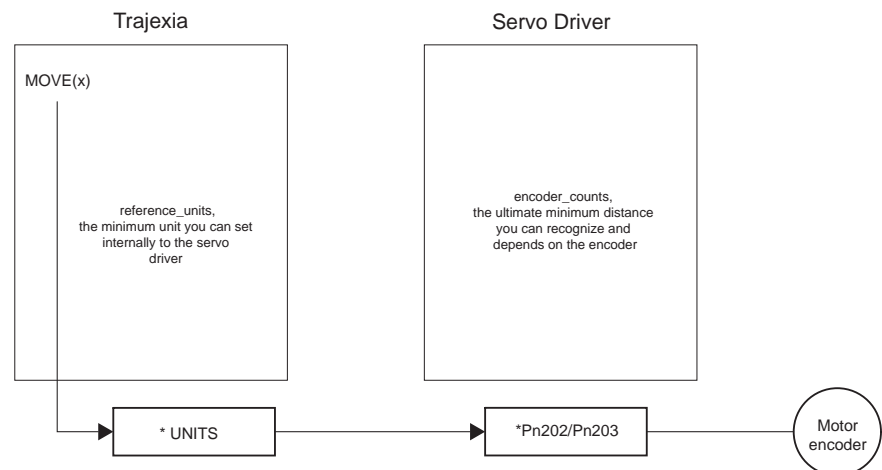 Trajexia
Servo Driver
MOVE(x)
reference_units,
the minimum unit you can set
internally to the servo
driver
encoder_counts,
the ultimate minimum distance
you can recognize and
depends on the encoder
* UNITS
*Pn202/Pn203
Motor
encoder